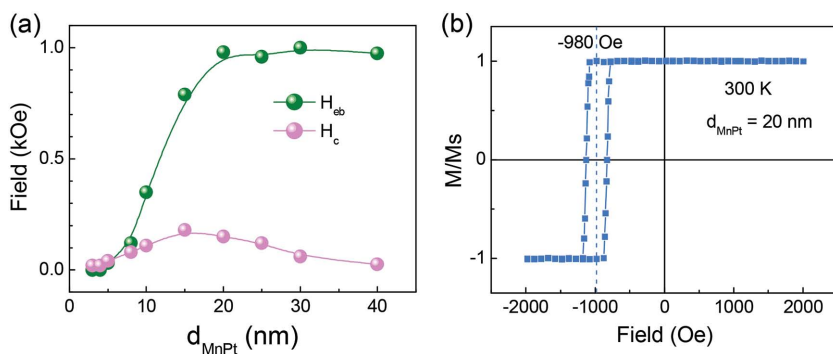 (a)
1.0
0.5
0.0
Field (kOe)
H_eb
H_c
0
10
20
30
40
d_MnPt (nm)
(b)
-980 Oe
1
0
-1
M/Ms
300 K
d_MnPt = 20 nm
-2000 -1000 0 1000 2000
Field (Oe)